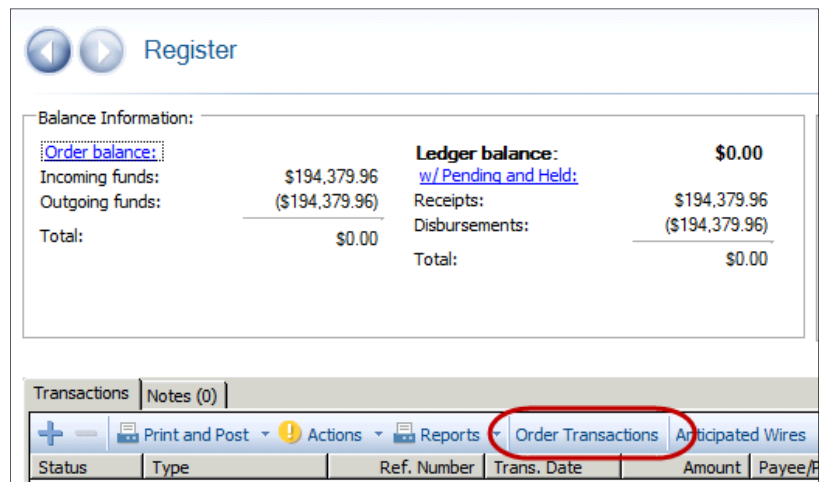 Register
Balance Information:
Order balance:
Incoming funds: $194,379.96
Outgoing funds: ($194,379.96)
Total: $0.00
Ledger balance: $0.00
w/ Pending and Held:
Receipts: $194,379.96
Disbursements: ($194,379.96)
Total: $0.00
Transactions Notes (0)
Print and Post Actions Reports Order Transactions Anticipated Wires
Status Type Ref. Number Trans. Date Amount Payee/